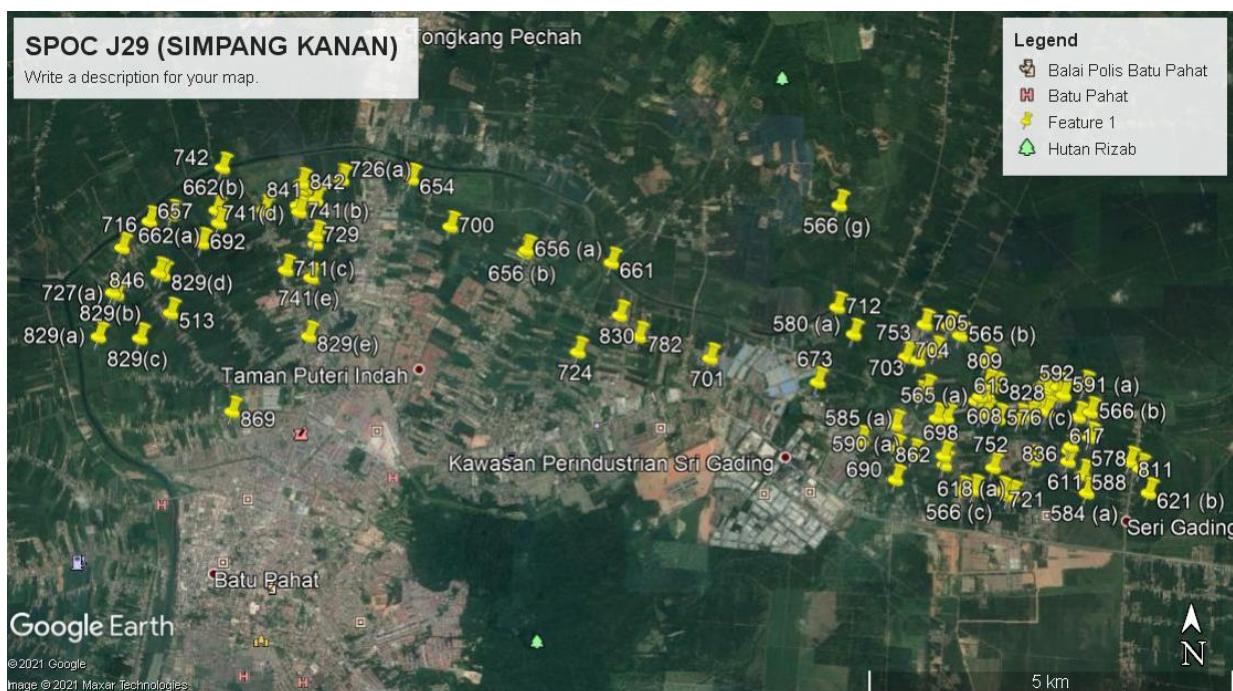 SPOC J29 (SIMPANG KANAN)
Write a description for your map.
Tongkang Pechah
Legend
Balai Polis Batu Pahat
Batu Pahat
Feature 1
Hutan Rizab
742
726(a)
662(b)
841
842
654
716
657
741(d)
741(b)
700
566 (g)
662(a)
692
729
656 (a)
656 (b)
661
846
829(d)
711(c)
727(a)
741(e)
712
829(b)
513
830
580 (a)
753
705
565 (b)
829(a)
829(c)
829(e)
782
704
724
701
673
703
809
592
Taman Puteri Indah
613
828
591 (a)
565 (a)
869
585 (a)
698
608
576 (c)
566 (b)
617
590 (a)
862
752
836
578
Kawasan Perindustrian Sri Gading
811
690
618 (a)
611
588
566 (c)
721
584 (a)
621 (b)
Seri Gading
Batu Pahat
Google Earth
N
© 2021 Google
Image © 2021 Maxar Technologies
5 km